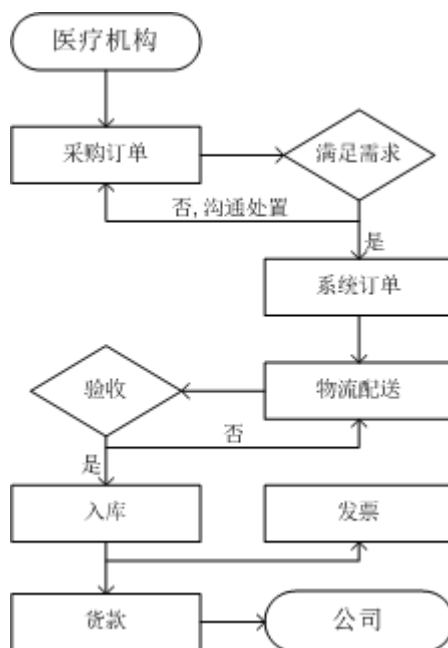 医疗机构
采购订单
满足需求
否,沟通处置
是
系统订单
验收
物流配送
否
是
入库
发票
货款
公司